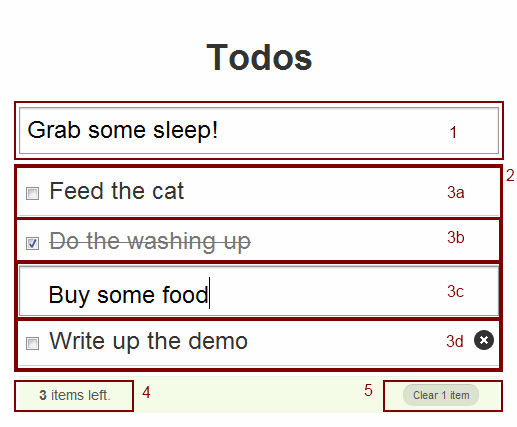 Todos
Grab some sleep! 1
2
Feed the cat 3a
Do the washing up 3b
Buy some food 3c
Write up the demo 3d
3 items left. 4 5 Clear 1 item